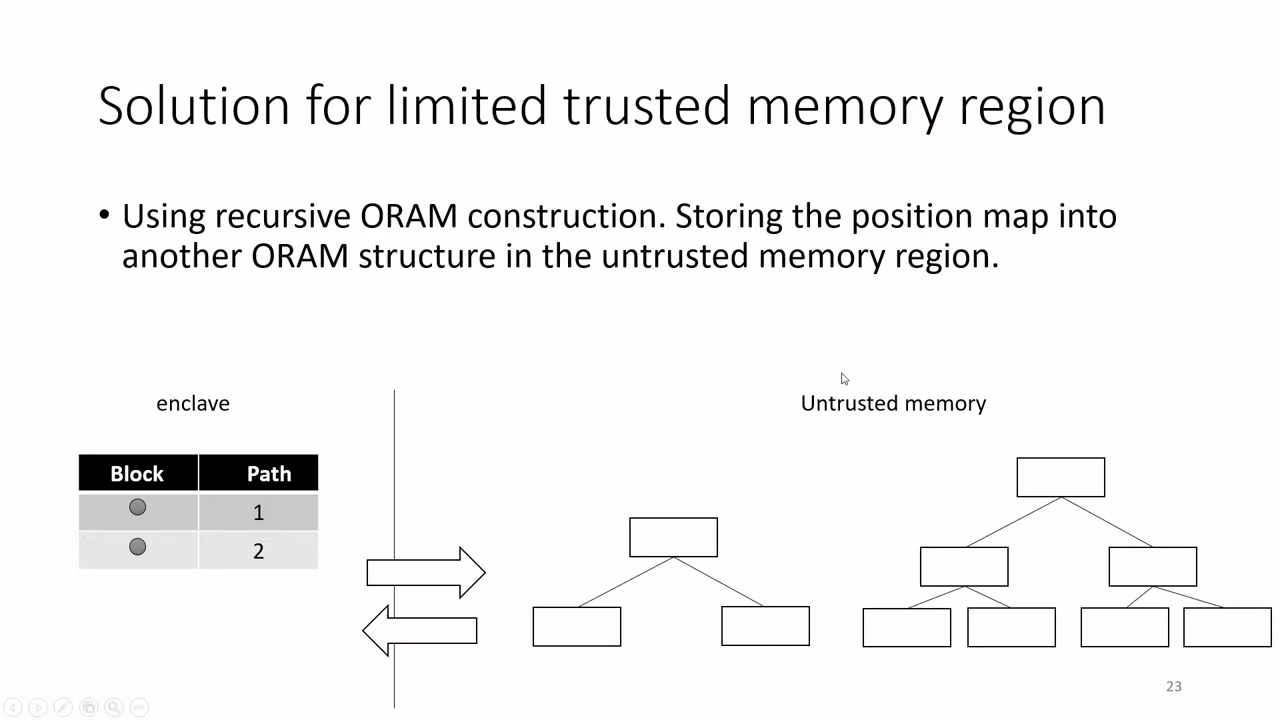 Solution for limited trusted memory region
• Using recursive ORAM construction. Storing the position map into
another ORAM structure in the untrusted memory region.
enclave
Untrusted memory
Block Path
1
2
23